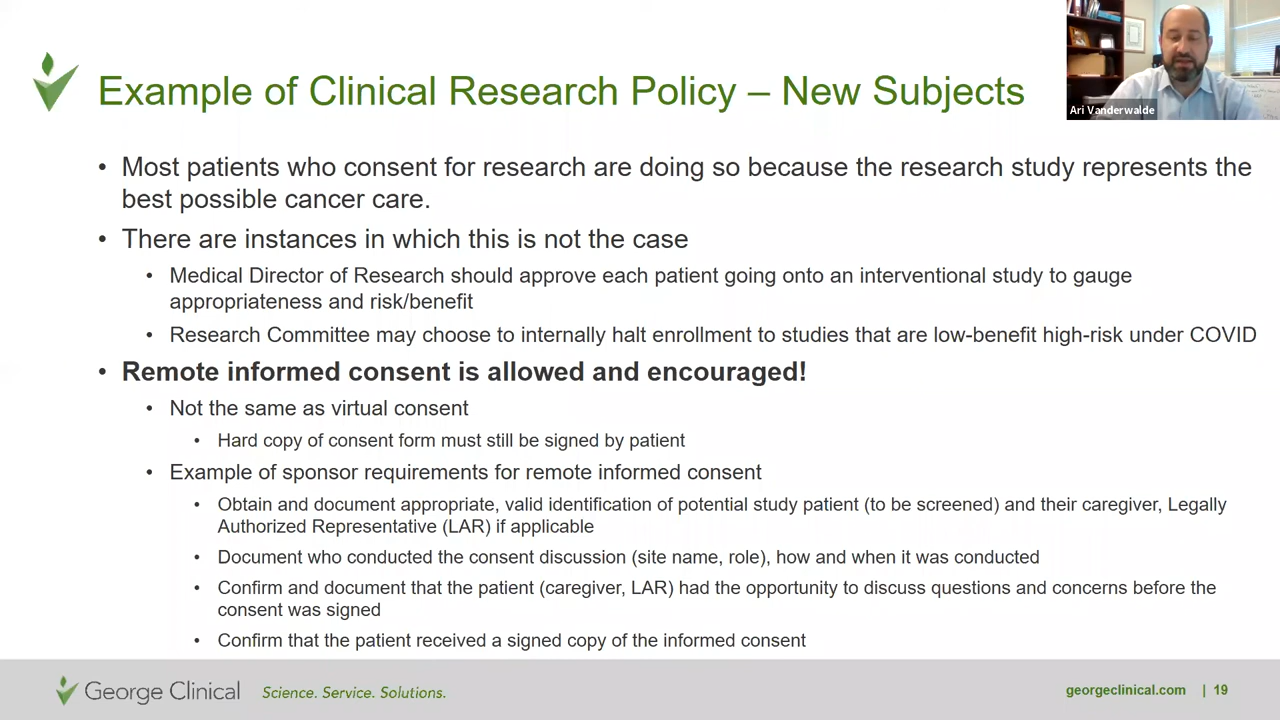 Example of Clinical Research Policy – New Subjects
Ari Vanderwalde
• Most patients who consent for research are doing so because the research study represents the
best possible cancer care.
• There are instances in which this is not the case
• Medical Director of Research should approve each patient going onto an interventional study to gauge
appropriateness and risk/benefit
• Research Committee may choose to internally halt enrollment to studies that are low-benefit high-risk under COVID
• Remote informed consent is allowed and encouraged!
• Not the same as virtual consent
• Hard copy of consent form must still be signed by patient
• Example of sponsor requirements for remote informed consent
• Obtain and document appropriate, valid identification of potential study patient (to be screened) and their caregiver, Legally
Authorized Representative (LAR) if applicable
• Document who conducted the consent discussion (site name, role), how and when it was conducted
• Confirm and document that the patient (caregiver, LAR) had the opportunity to discuss questions and concerns before the
consent was signed
• Confirm that the patient received a signed copy of the informed consent
George Clinical Science. Service. Solutions.
georgeclinical.com | 19